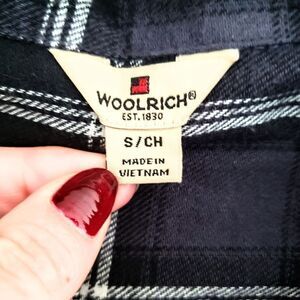 WOOLRICH®
EST. 1830
S/CH
MADE IN
VIETNAM